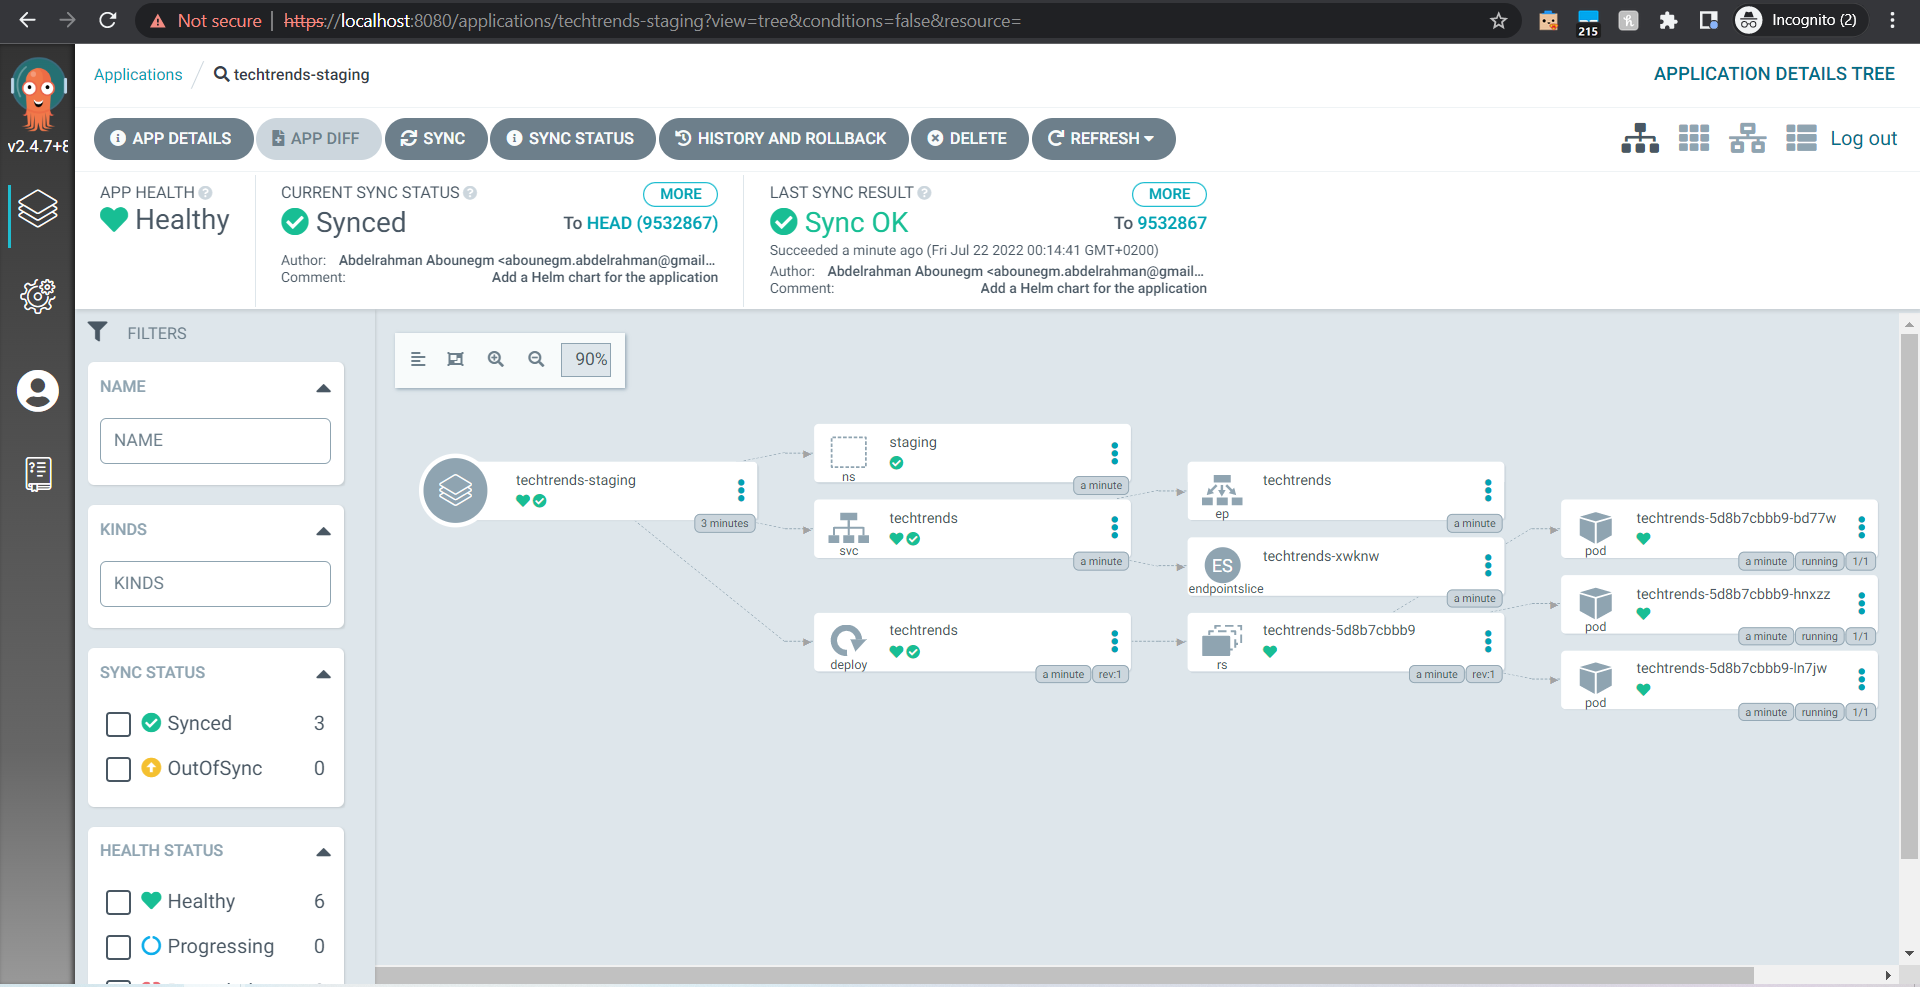 Not secure
https://localhost:8080/applications/techtrends-staging?view=tree&conditions=false&resource=
215
Incognito (2)
v2.4.7+8
Applications
techtrends-staging
APPLICATION DETAILS TREE
APP DETAILS
APP DIFF
SYNC
SYNC STATUS
HISTORY AND ROLLBACK
DELETE
REFRESH
Log out
APP HEALTH
Healthy
CURRENT SYNC STATUS
MORE
Synced
To HEAD (9532867)
Author: Abdelrahman Abounegm <abounegm.abdelrahman@gmail...
Comment: Add a Helm chart for the application
LAST SYNC RESULT
MORE
Sync OK
To 9532867
Succeeded a minute ago (Fri Jul 22 2022 00:14:41 GMT+0200)
Author: Abdelrahman Abounegm <abounegm.abdelrahman@gmail...
Comment: Add a Helm chart for the application
FILTERS
NAME
NAME
KINDS
KINDS
SYNC STATUS
Synced 3
OutOfSync 0
HEALTH STATUS
Healthy 6
Progressing 0
90%
techtrends-staging
3 minutes
staging
ns
a minute
techtrends
svc
a minute
techtrends
deploy
a minute
rev:1
techtrends
ep
a minute
ES
techtrends-xwknw
endpointslice
a minute
techtrends-5d8b7cbbb9
rs
a minute
rev:1
techtrends-5d8b7cbbb9-bd77w
pod
a minute
running
1/1
techtrends-5d8b7cbbb9-hnxzz
pod
a minute
running
1/1
techtrends-5d8b7cbbb9-ln7jw
pod
a minute
running
1/1